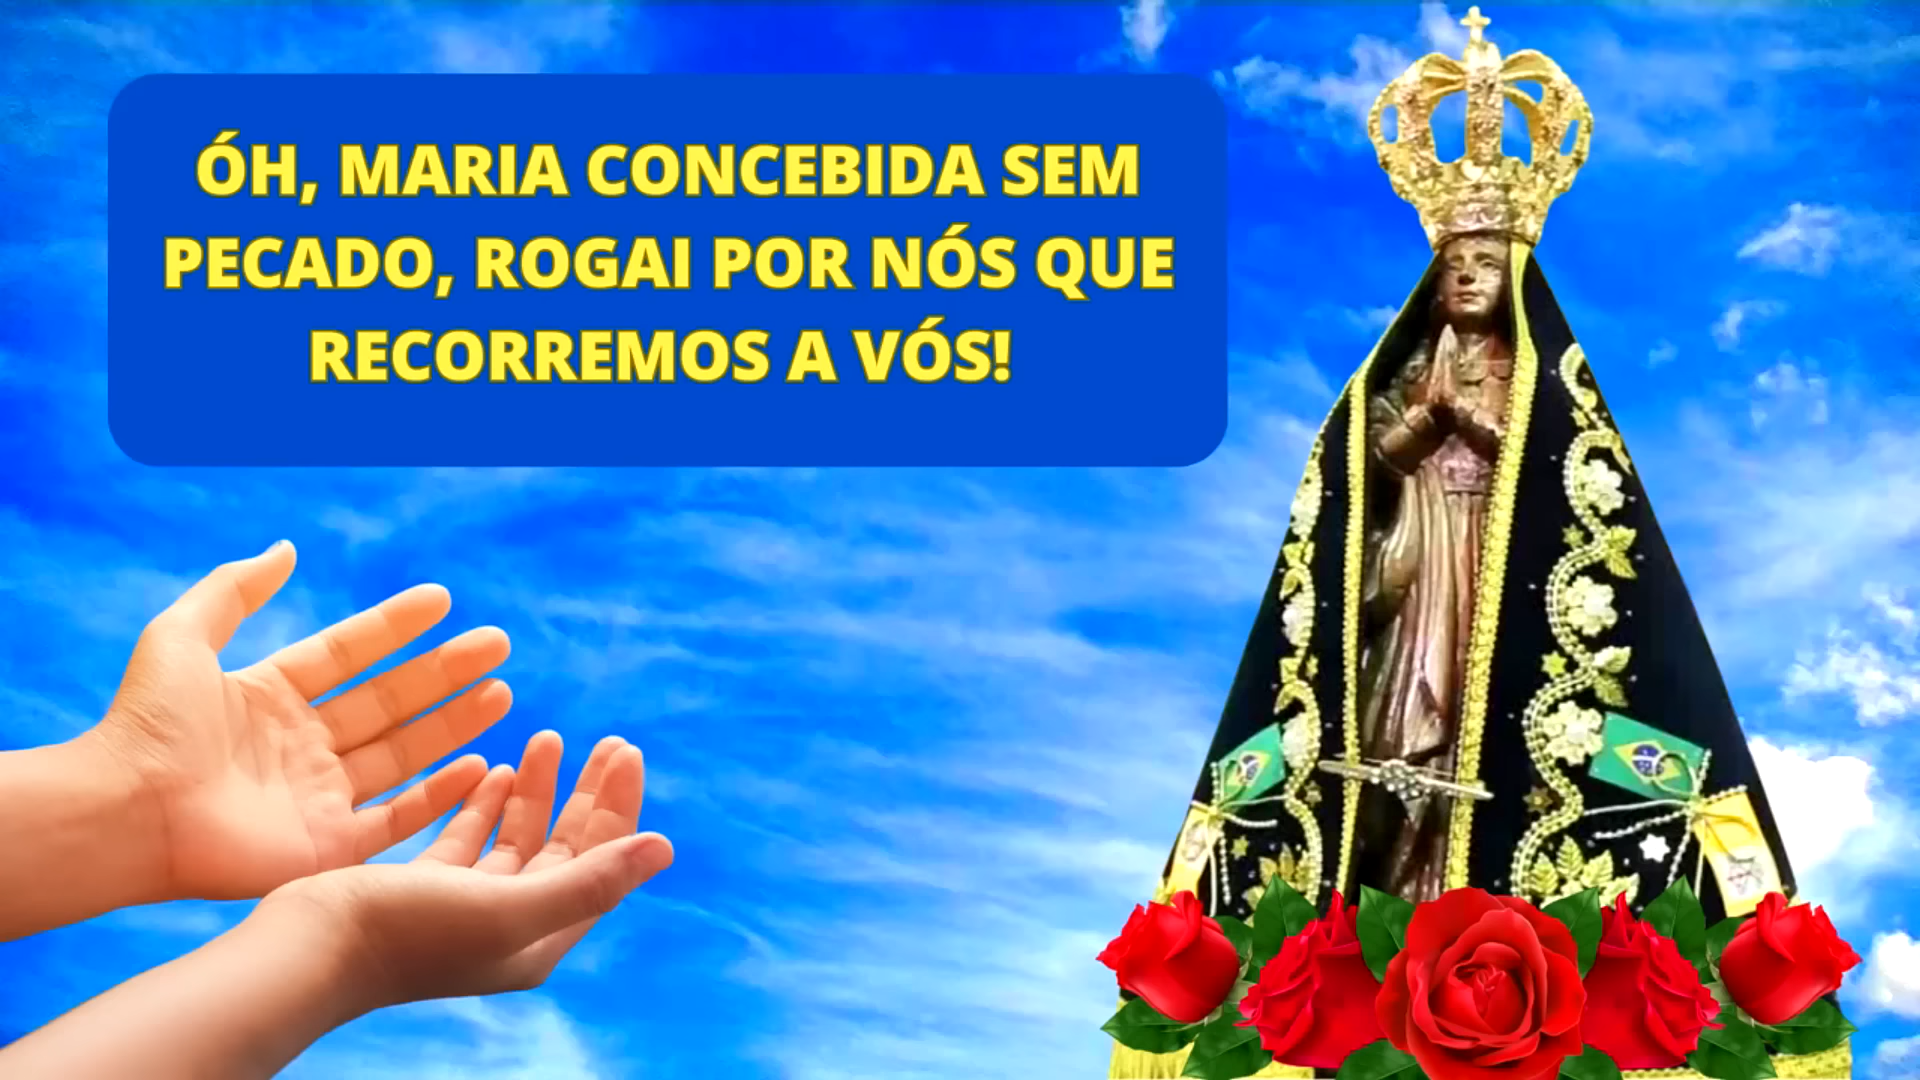 ÓH, MARIA CONCEBIDA SEM
PECADO, ROGAI POR NÓS QUE
RECORREMOS A VÓS!